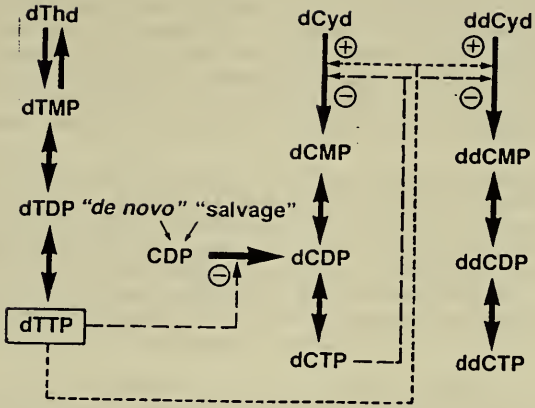 dThd dCyd ddCyd
+ +
− −
dTMP dCMP ddCMP
dTDP "de novo" "salvage"
CDP dCDP ddCDP
−
dTTP
dCTP ddCTP